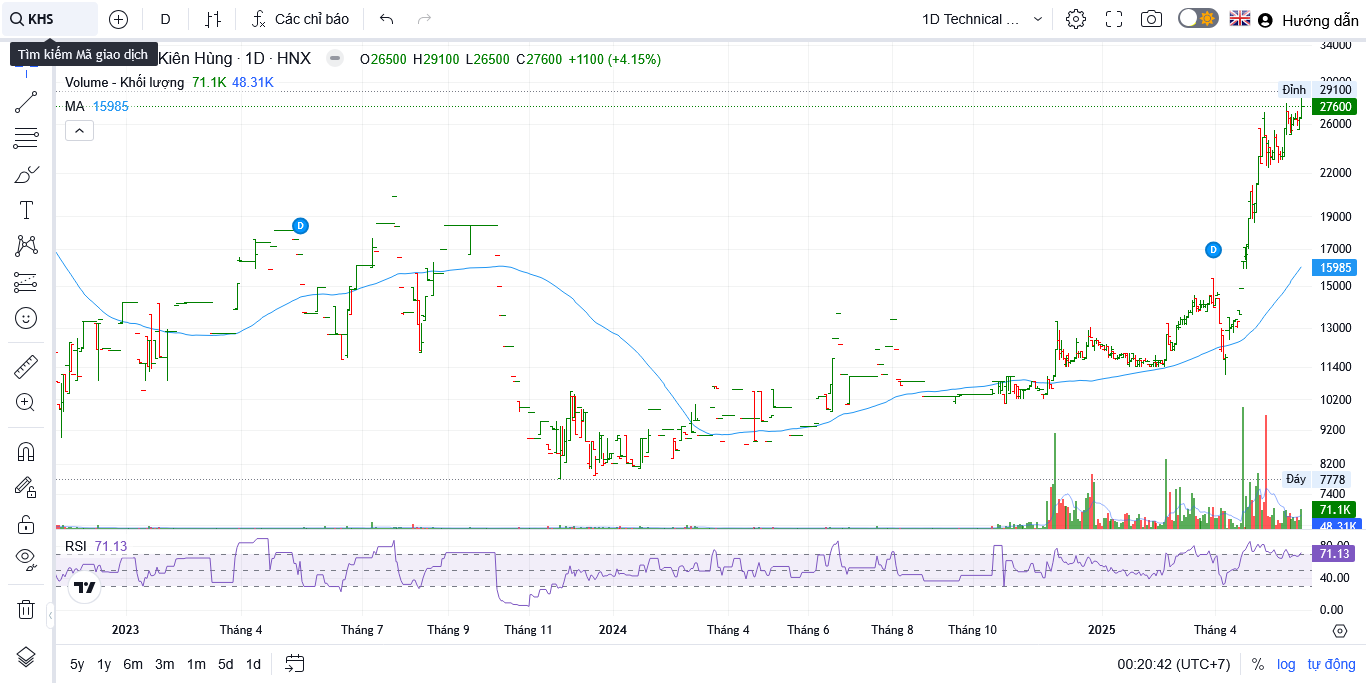 KHS D Các chỉ báo 1D Technical ... Hướng dẫn
Tìm kiếm Mã giao dịch
Kiên Hùng · 1D · HNX O26500 H29100 L26500 C27600 +1100 (+4.15%)
Volume - Khối lượng 71.1K 48.31K
MA 15985
34000
Đỉnh 29100
27600
26000
22000
19000
D
D
17000
15985
15000
13000
11400
10200
9200
8200
Đáy 7778
7400
71.1K
48.31K
RSI 71.13
80.00
71.13
40.00
0.00
2023 Tháng 4 Tháng 7 Tháng 9 Tháng 11 2024 Tháng 4 Tháng 6 Tháng 8 Tháng 10 2025 Tháng 4
5y 1y 6m 3m 1m 5d 1d 00:20:42 (UTC+7) % log tự động